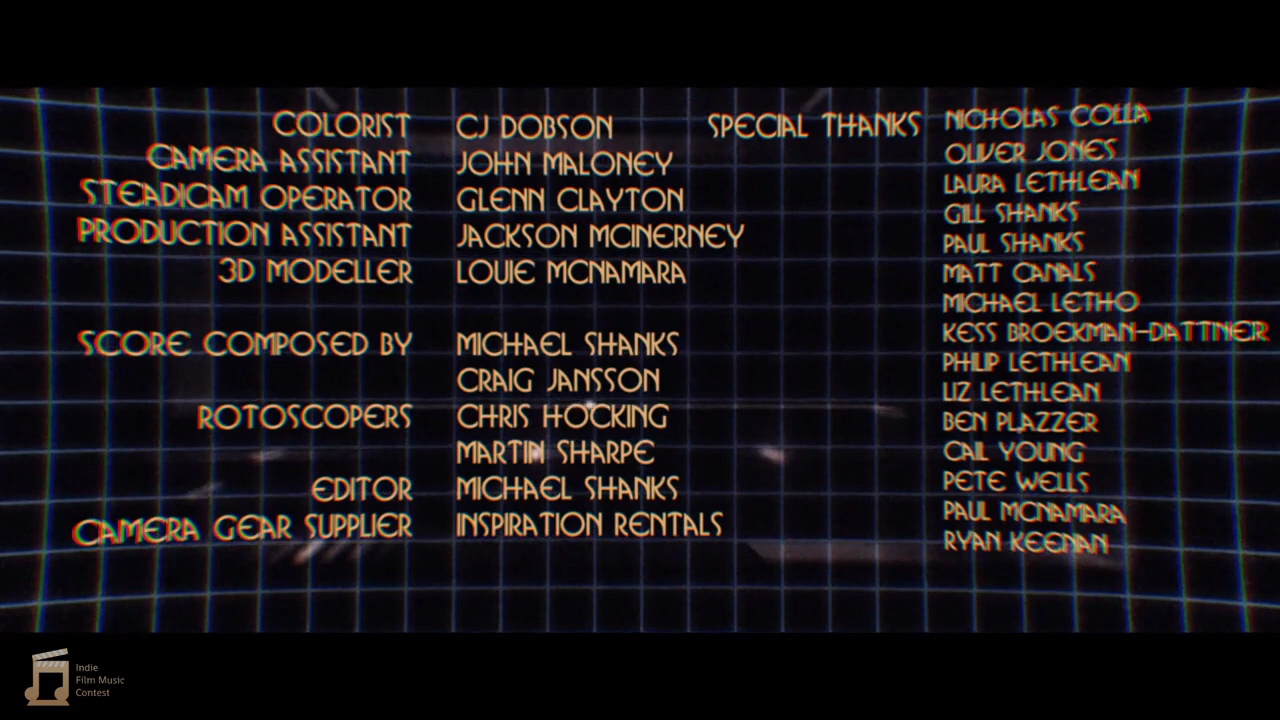 COLORIST CJ DOBSON
CAMERA ASSISTANT JOHN MALONEY
STEADICAM OPERATOR GLENN CLAYTON
PRODUCTION ASSISTANT JACKSON MCINERNEY
3D MODELLER LOUIE MCNAMARA
SCORE COMPOSED BY MICHAEL SHANKS
CRAIG JANSSON
ROTOSCOPERS CHRIS HOCKING
MARTIN SHARPE
EDITOR MICHAEL SHANKS
CAMERA GEAR SUPPLIER INSPIRATION RENTALS
SPECIAL THANKS NICHOLAS COLLA
OLIVER JONES
LAURA LETHLEAN
GILL SHANKS
PAUL SHANKS
MATT CANALS
MICHAEL LETHO
KESS BROEKMAN-DATTNER
PHILIP LETHLEAN
LIZ LETHLEAN
BEN PLAZZER
CAIL YOUNG
PETE WELLS
PAUL MCNAMARA
RYAN KEENAN
Indie
Film Music
Contest